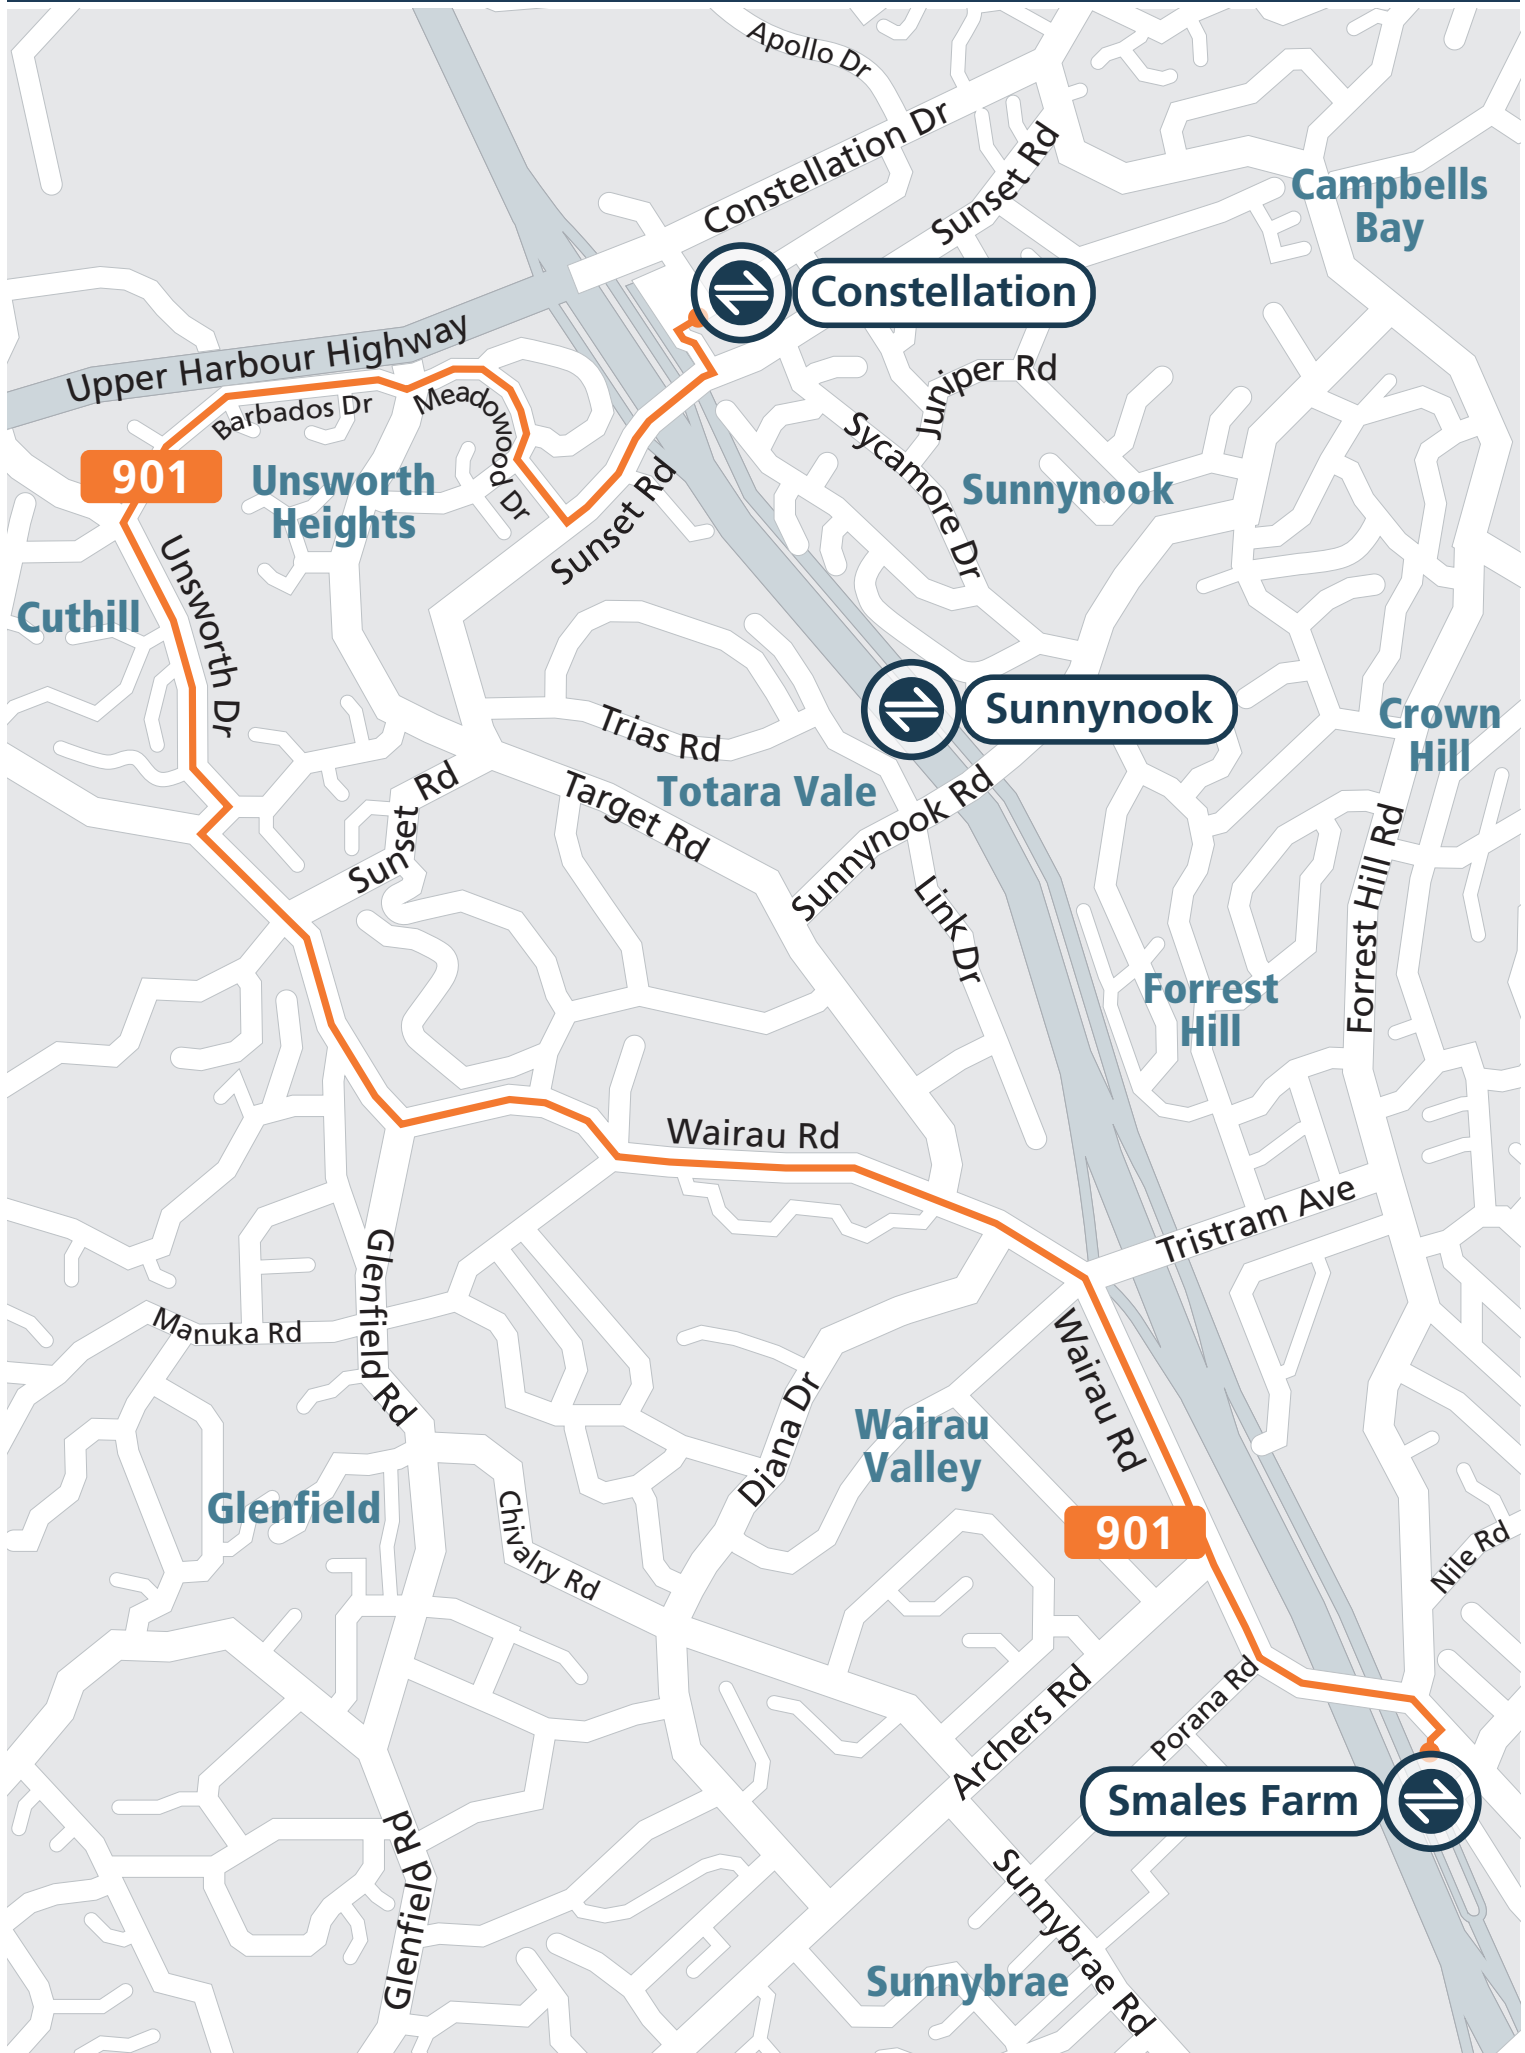 Apollo Dr
Constellation Dr
Sunset Rd
Campbells
Bay
Constellation
Upper Harbour Highway
Barbados Dr
Meadowood Dr
Juniper Rd
Sycamore Dr
901
Unsworth
Heights
Sunnynook
Sunset Rd
Unsworth Dr
Cuthill
Sunnynook
Crown
Hill
Trias Rd
Target Rd
Totara Vale
Sunset Rd
Sunnynook Rd
Link Dr
Forrest Hill Rd
Forrest
Hill
Wairau Rd
Tristram Ave
Glenfield Rd
Manuka Rd
Wairau Rd
Diana Dr
Wairau
Valley
Glenfield
Chivalry Rd
901
Nile Rd
Archers Rd
Porana Rd
Smales Farm
Glenfield Rd
Sunnybrae Rd
Sunnybrae